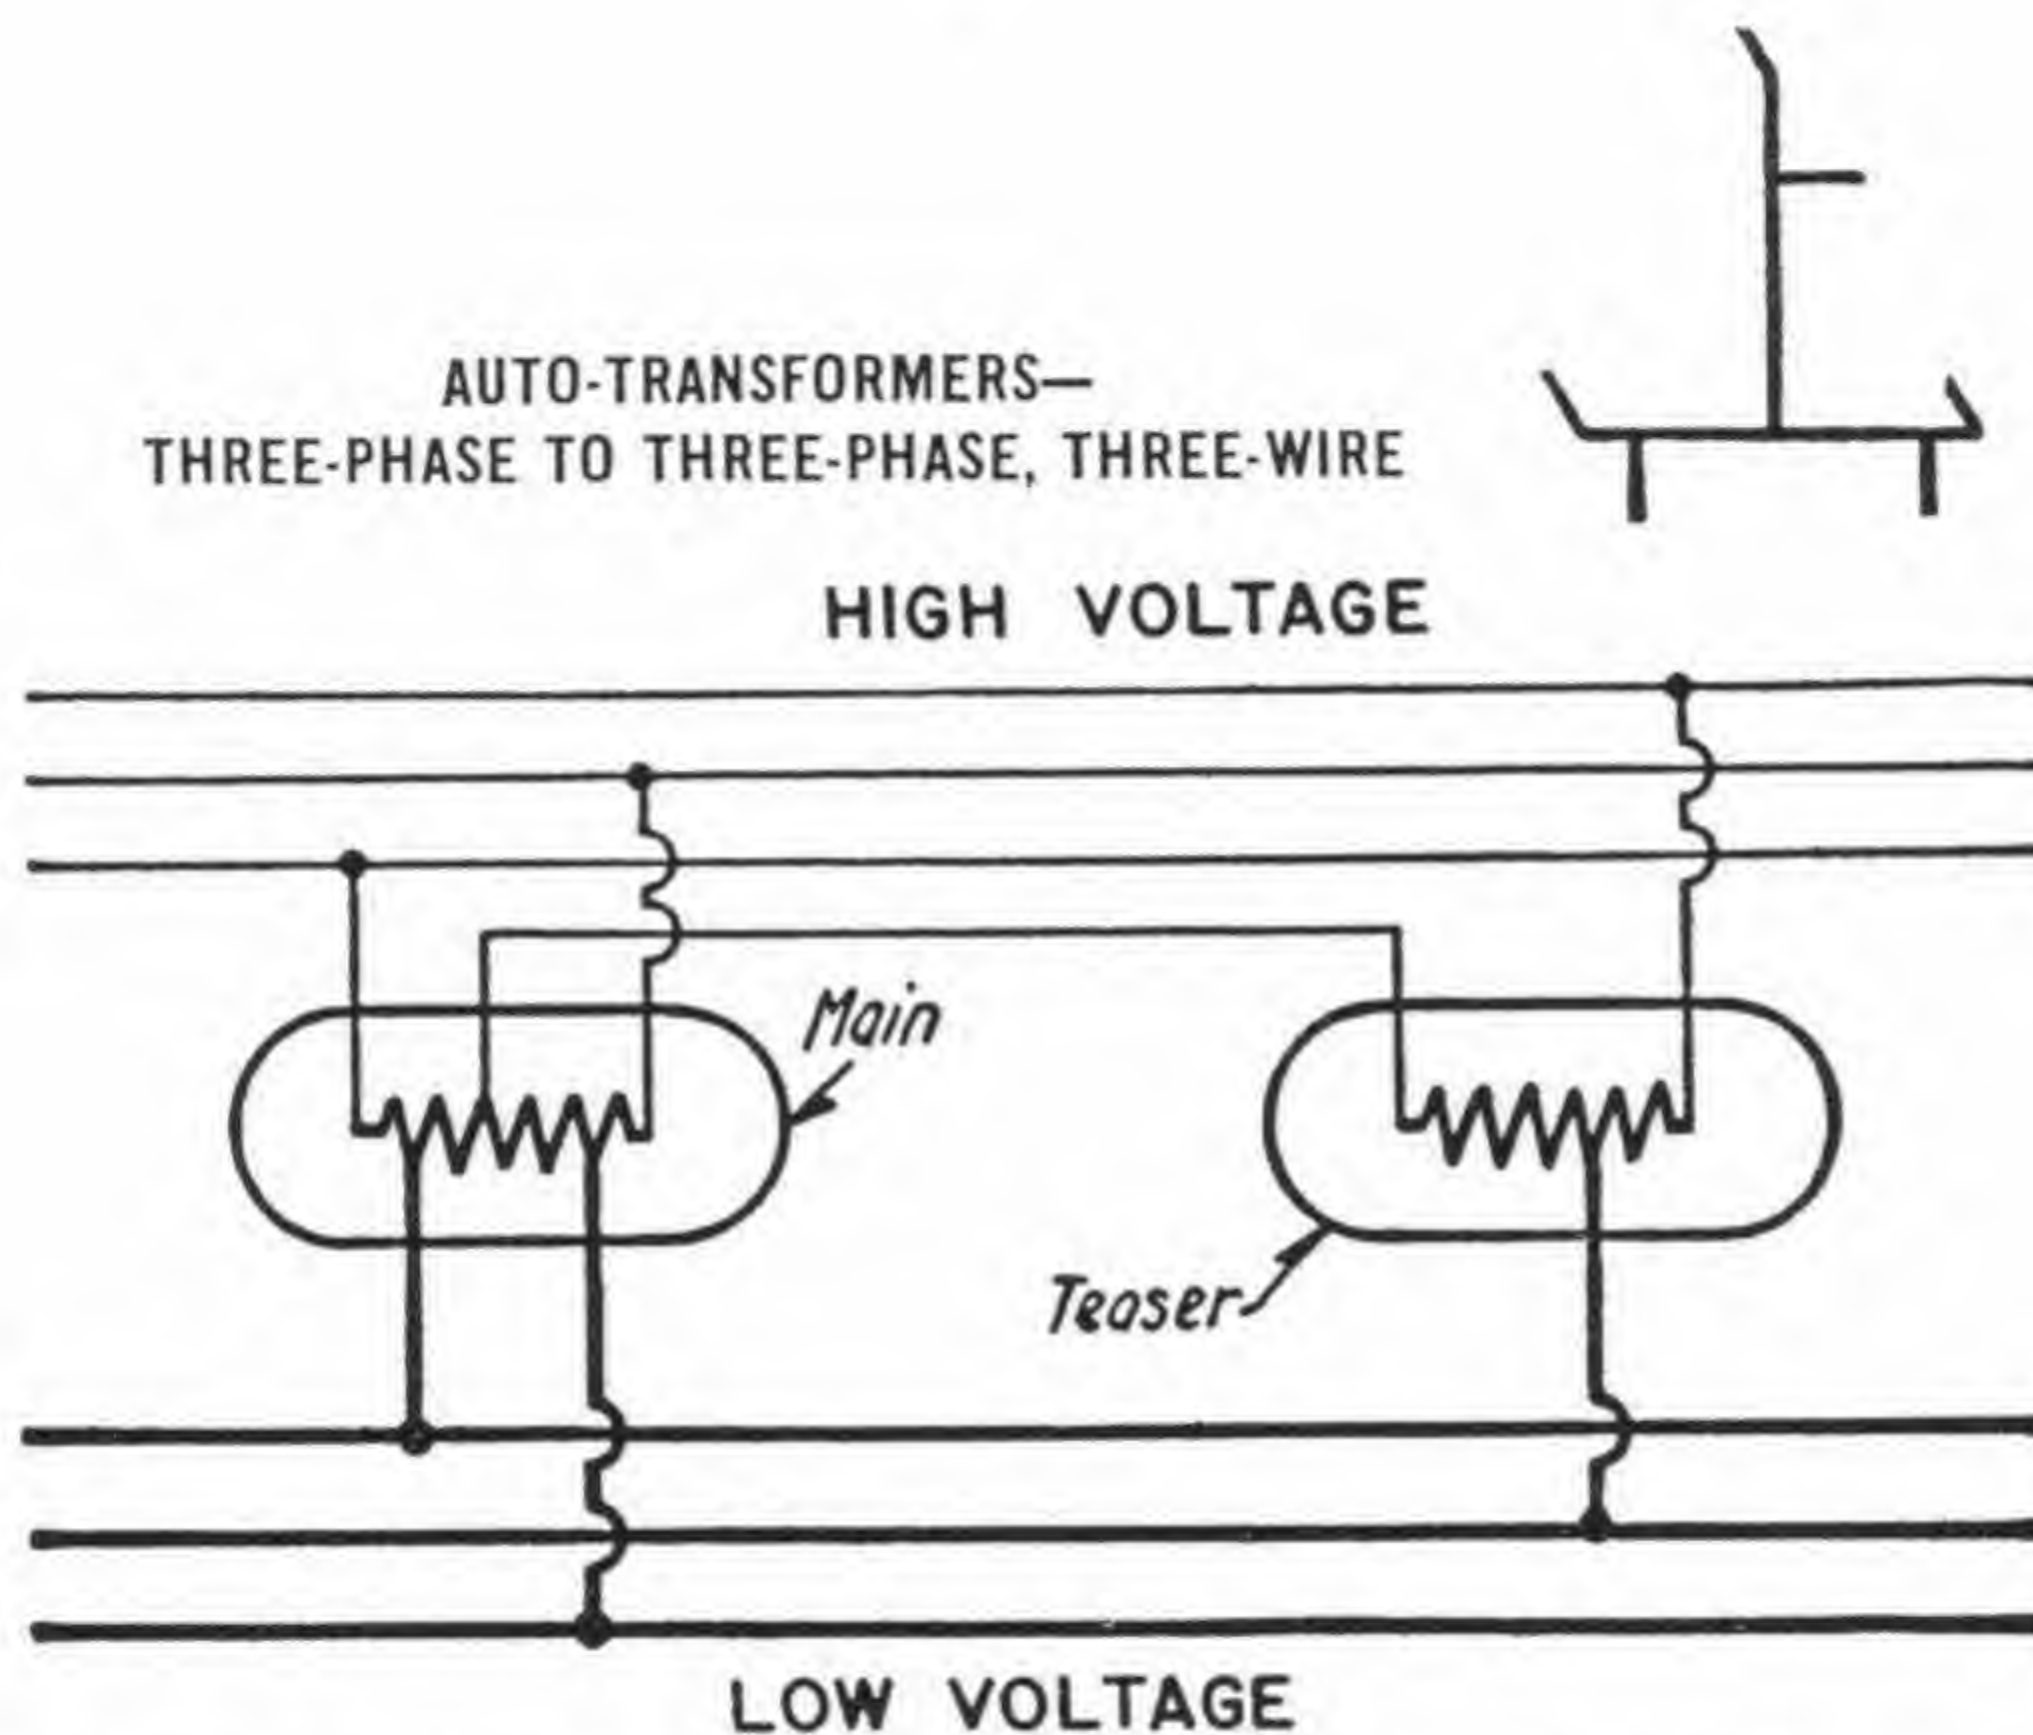 AUTO-TRANSFORMERS—
THREE-PHASE TO THREE-PHASE, THREE-WIRE
HIGH VOLTAGE
Main
Teaser
LOW VOLTAGE